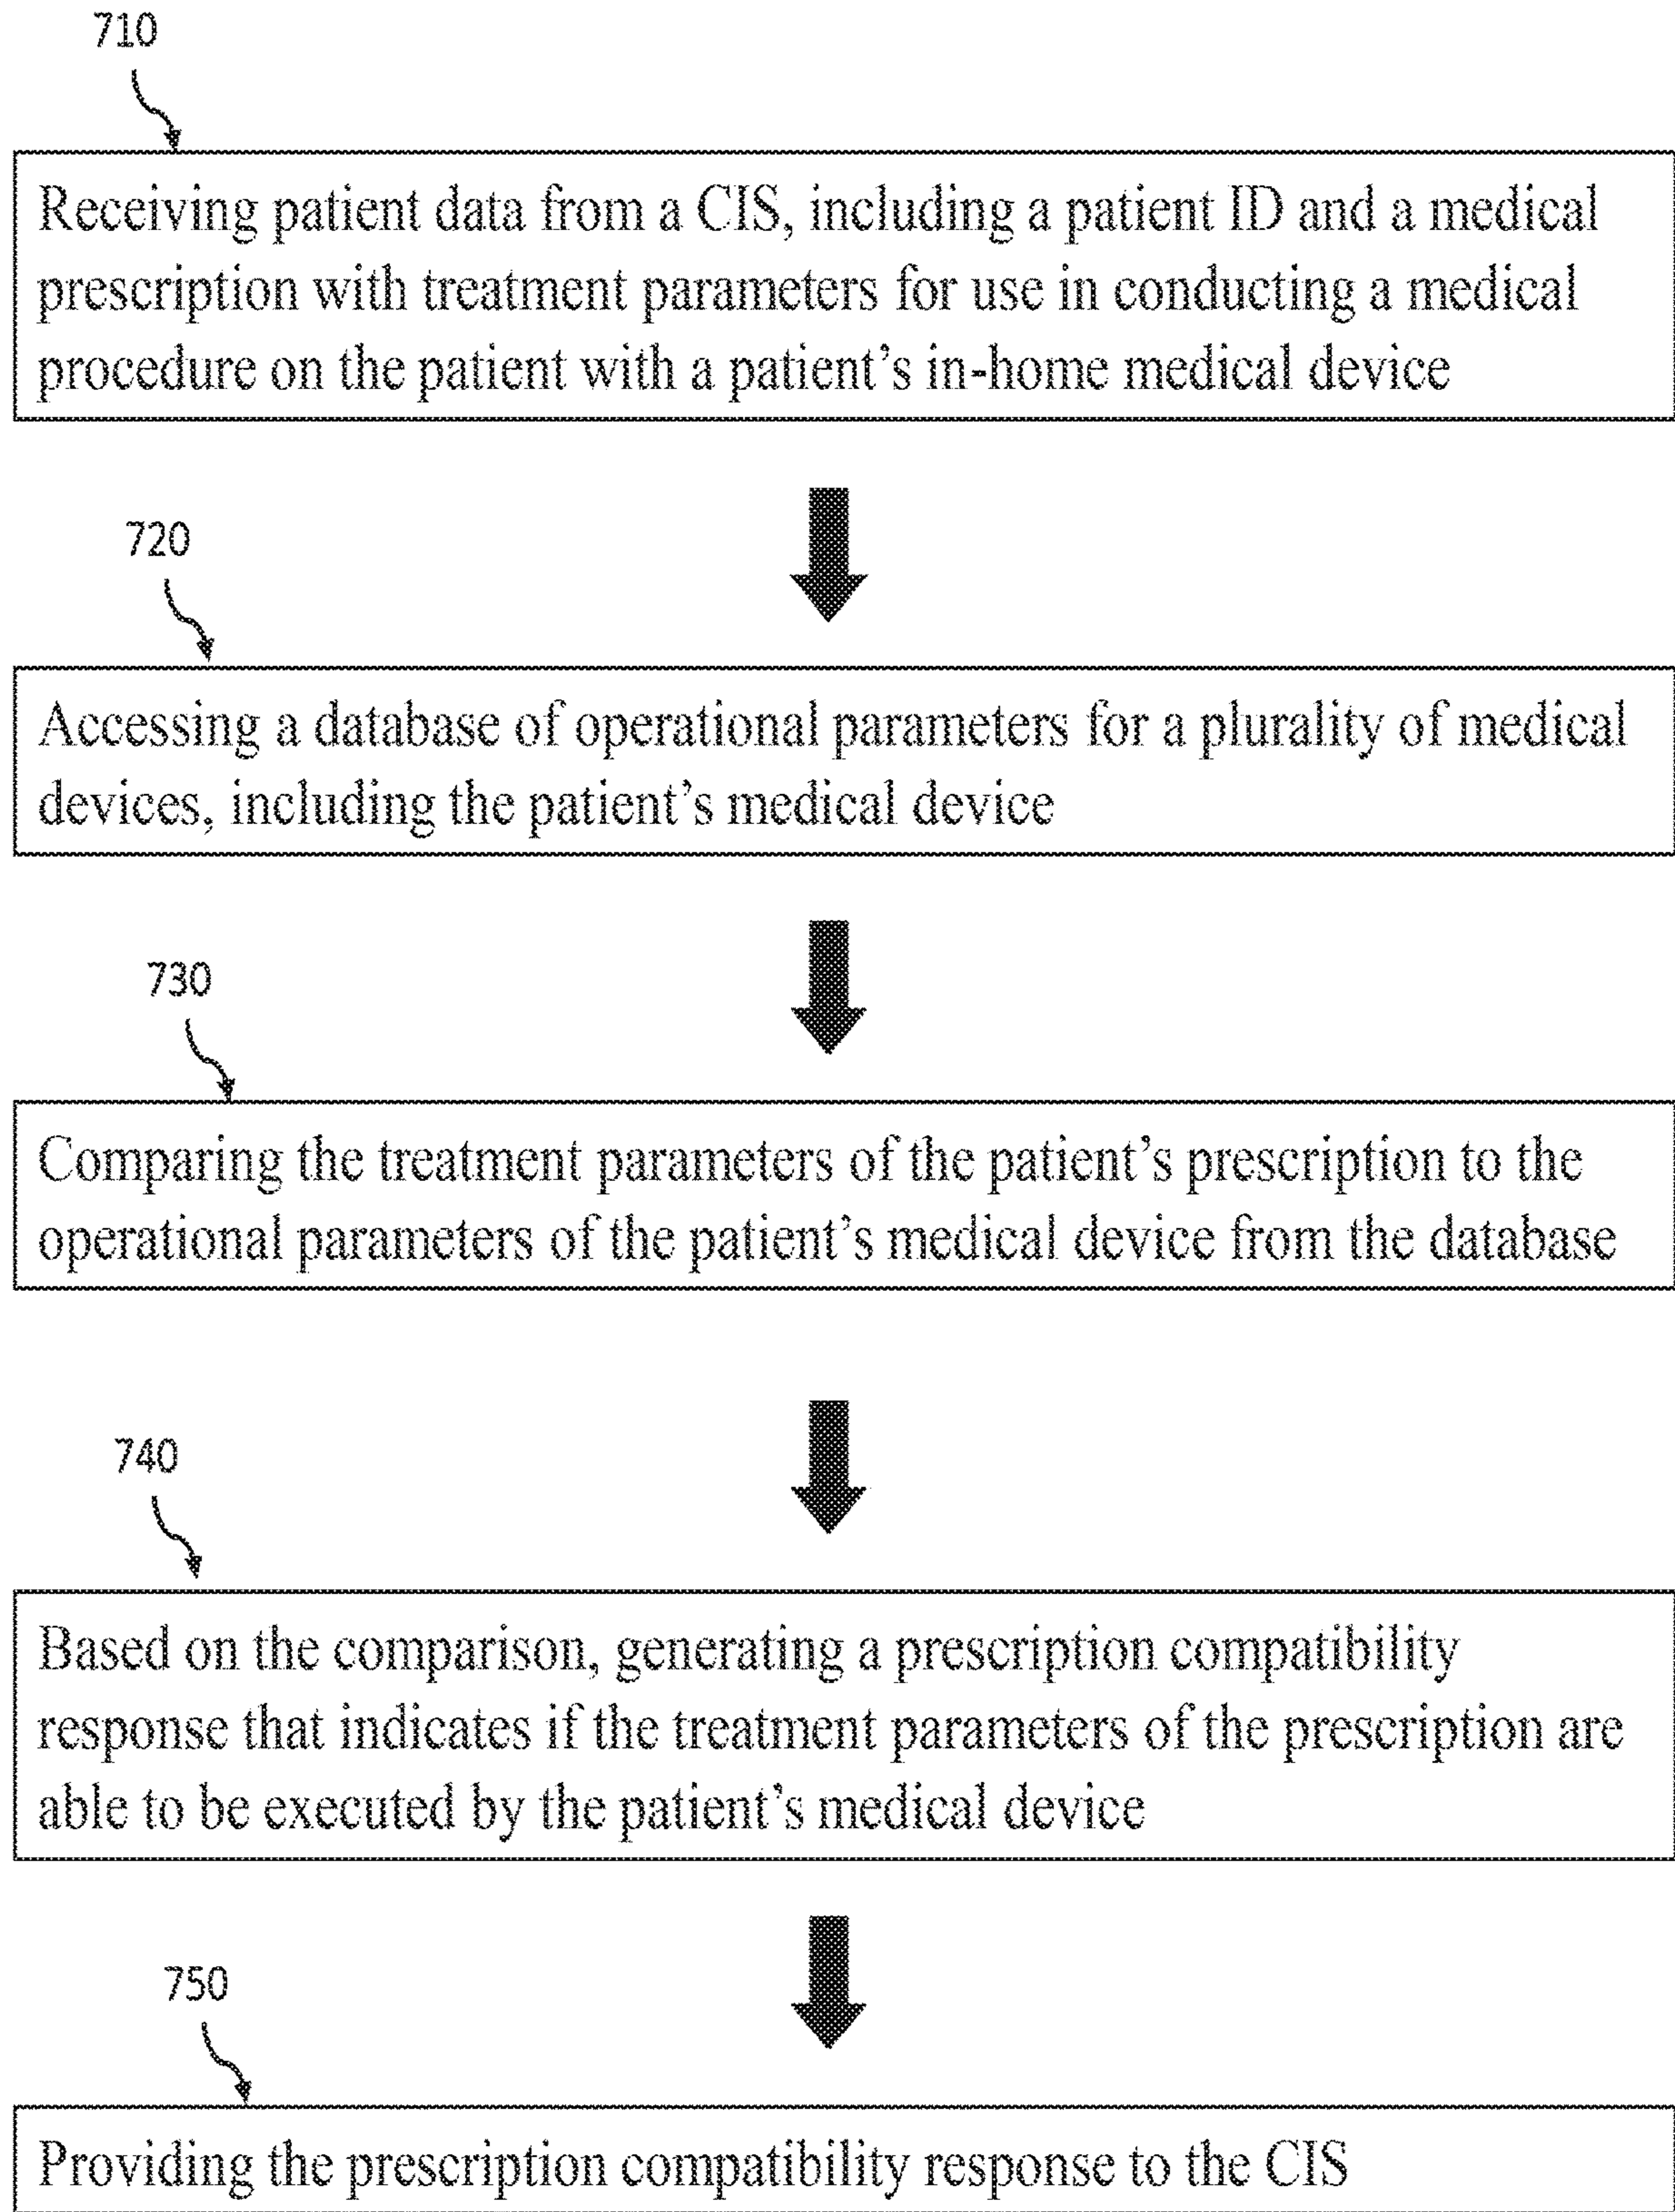 710
Receiving patient data from a CIS, including a patient ID and a medical
prescription with treatment parameters for use in conducting a medical
procedure on the patient with a patient’s in-home medical device
720
Accessing a database of operational parameters for a plurality of medical
devices, including the patient’s medical device
730
Comparing the treatment parameters of the patient’s prescription to the
operational parameters of the patient’s medical device from the database
740
Based on the comparison, generating a prescription compatibility
response that indicates if the treatment parameters of the prescription are
able to be executed by the patient’s medical device
750
Providing the prescription compatibility response to the CIS